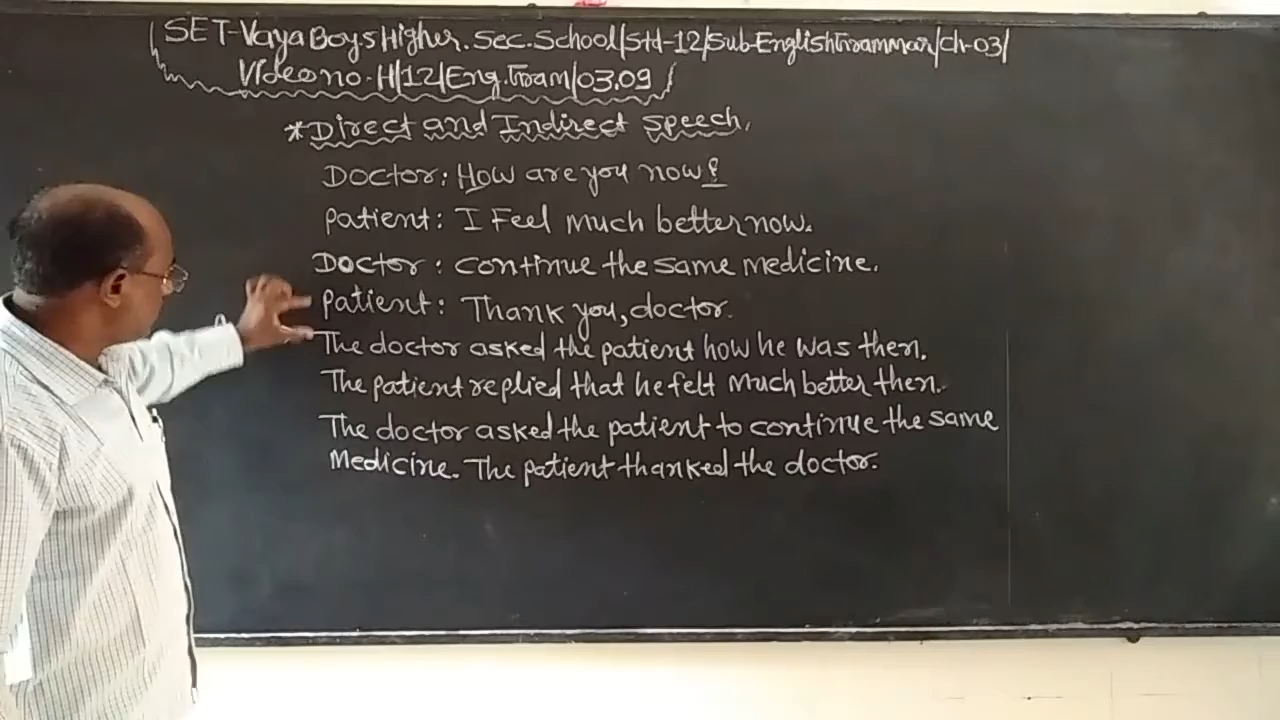 SET-Vaya Boys Higher.Sec.School/Std-12/Sub-English Grammar/Ch-03/
Video no-H/12/Eng.Gram/03.09
*Direct and Indirect Speech.
Doctor: How are you now?
Patient: I Feel much better now.
Doctor: Continue the same medicine.
Patient: Thank you, doctor.
The doctor asked the patient how he was then.
The patient replied that he felt much better then.
The doctor asked the patient to continue the same
Medicine. The patient thanked the doctor.